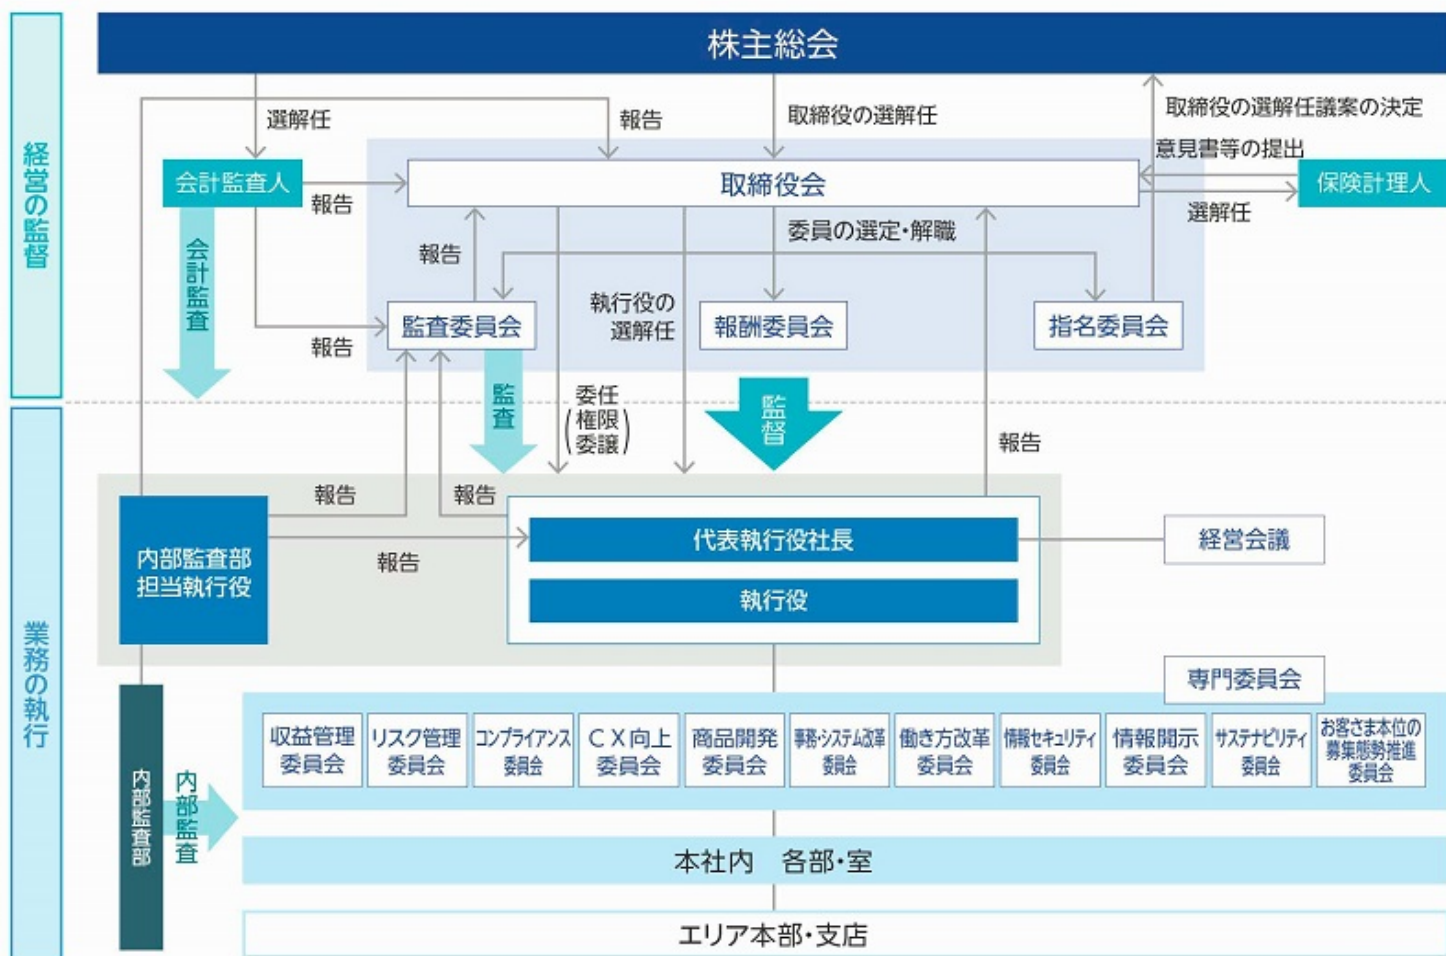 株主総会
経営の監督
選解任
報告
取締役の選解任
取締役の選解任議案の決定
意見書等の提出
会計監査人
報告
取締役会
保険計理人
選解任
会計監査
報告
委員の選定・解職
執行役の
選解任
監査委員会
報酬委員会
指名委員会
報告
監査
委任
(権限
委譲)
監督
報告
業務の執行
報告
報告
内部監査部
担当執行役
報告
代表執行役社長
執行役
経営会議
専門委員会
収益管理
委員会
リスク管理
委員会
コンプライアンス
委員会
CX向上
委員会
商品開発
委員会
事務・システム改革
委員会
働き方改革
委員会
情報セキュリティ
委員会
情報開示
委員会
サステナビリティ
委員会
お客さま本位の
募集態勢推進
委員会
内部監査部
内部監査
本社内　各部・室
エリア本部・支店